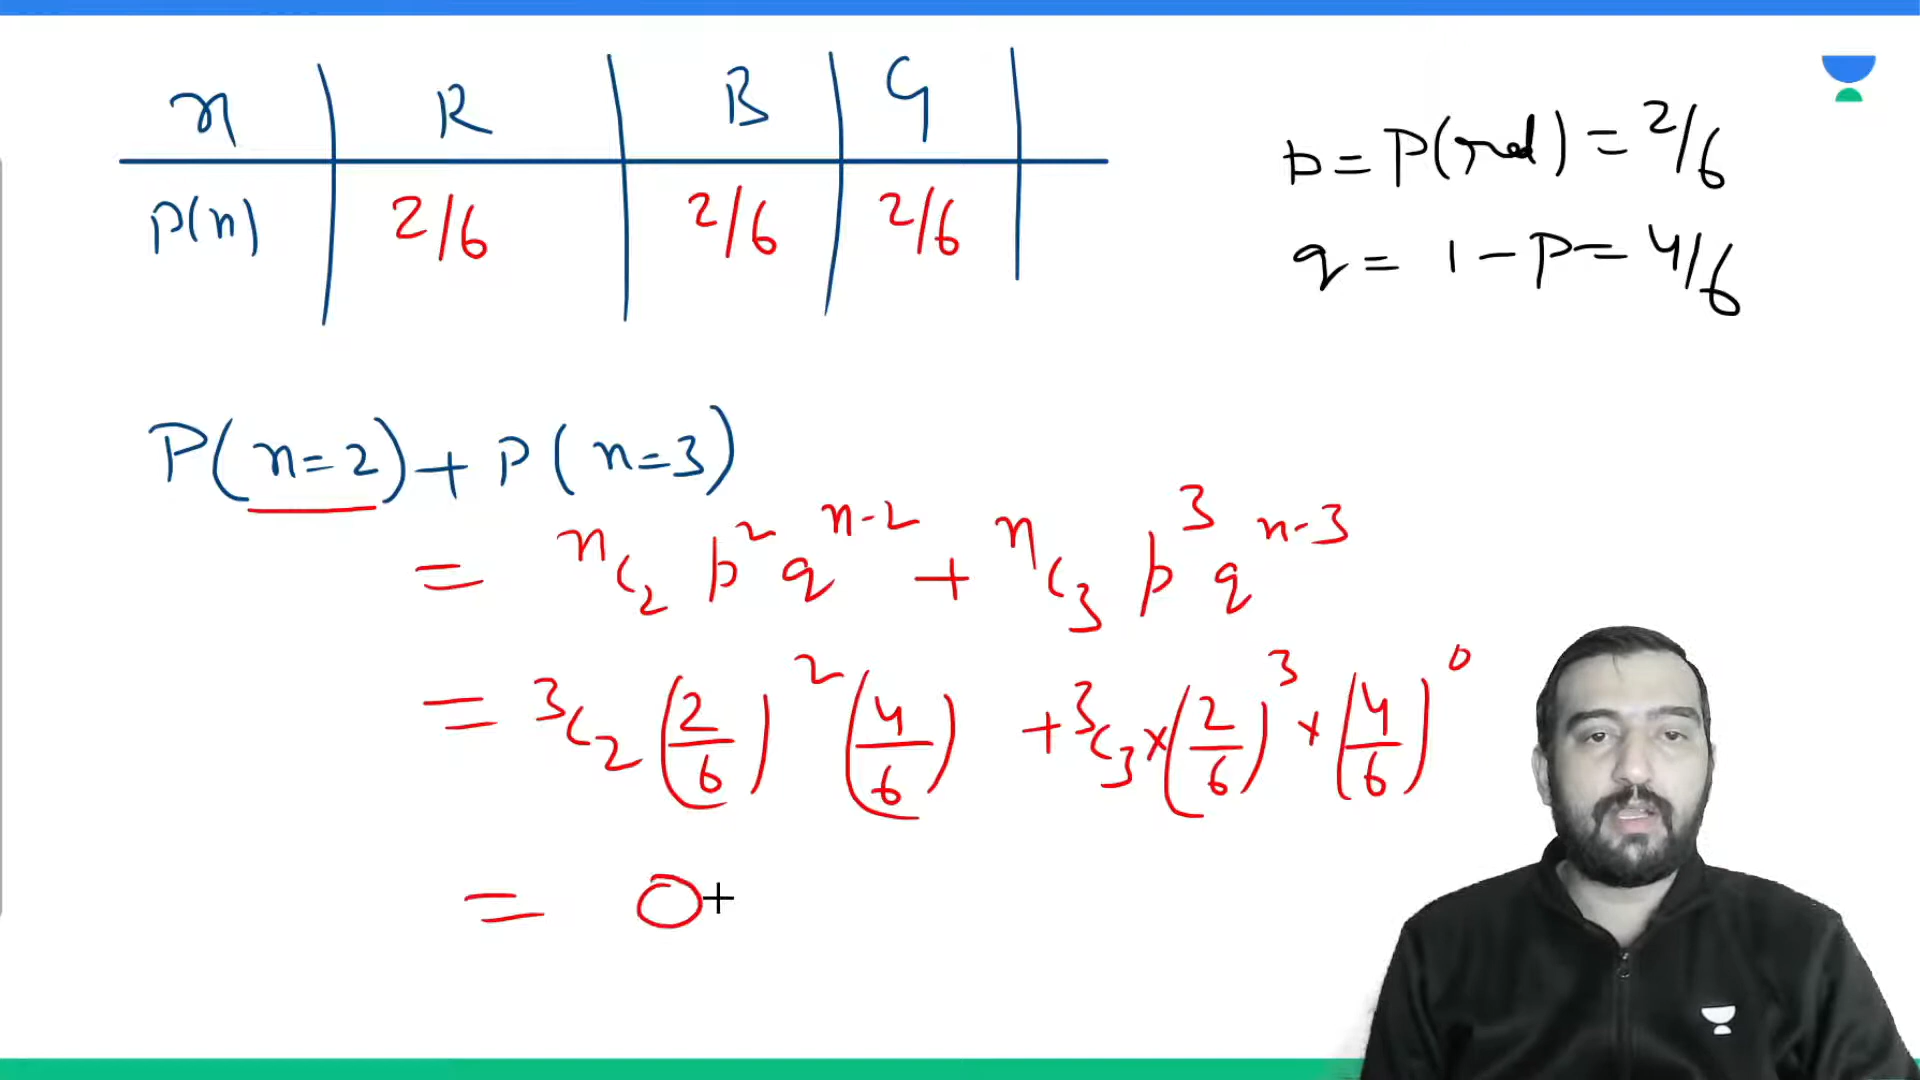 n R B G
P(n) 2/6 2/6 2/6
p = P(red) = 2/6
q = 1 - P = 4/6
P(n=2) + P(n=3)
= ⁿC₂ p² qⁿ⁻² + ⁿC₃ p³ qⁿ⁻³
= ³C₂ (2/6)² (4/6) + ³C₃ × (2/6)³ × (4/6)⁰
= 0